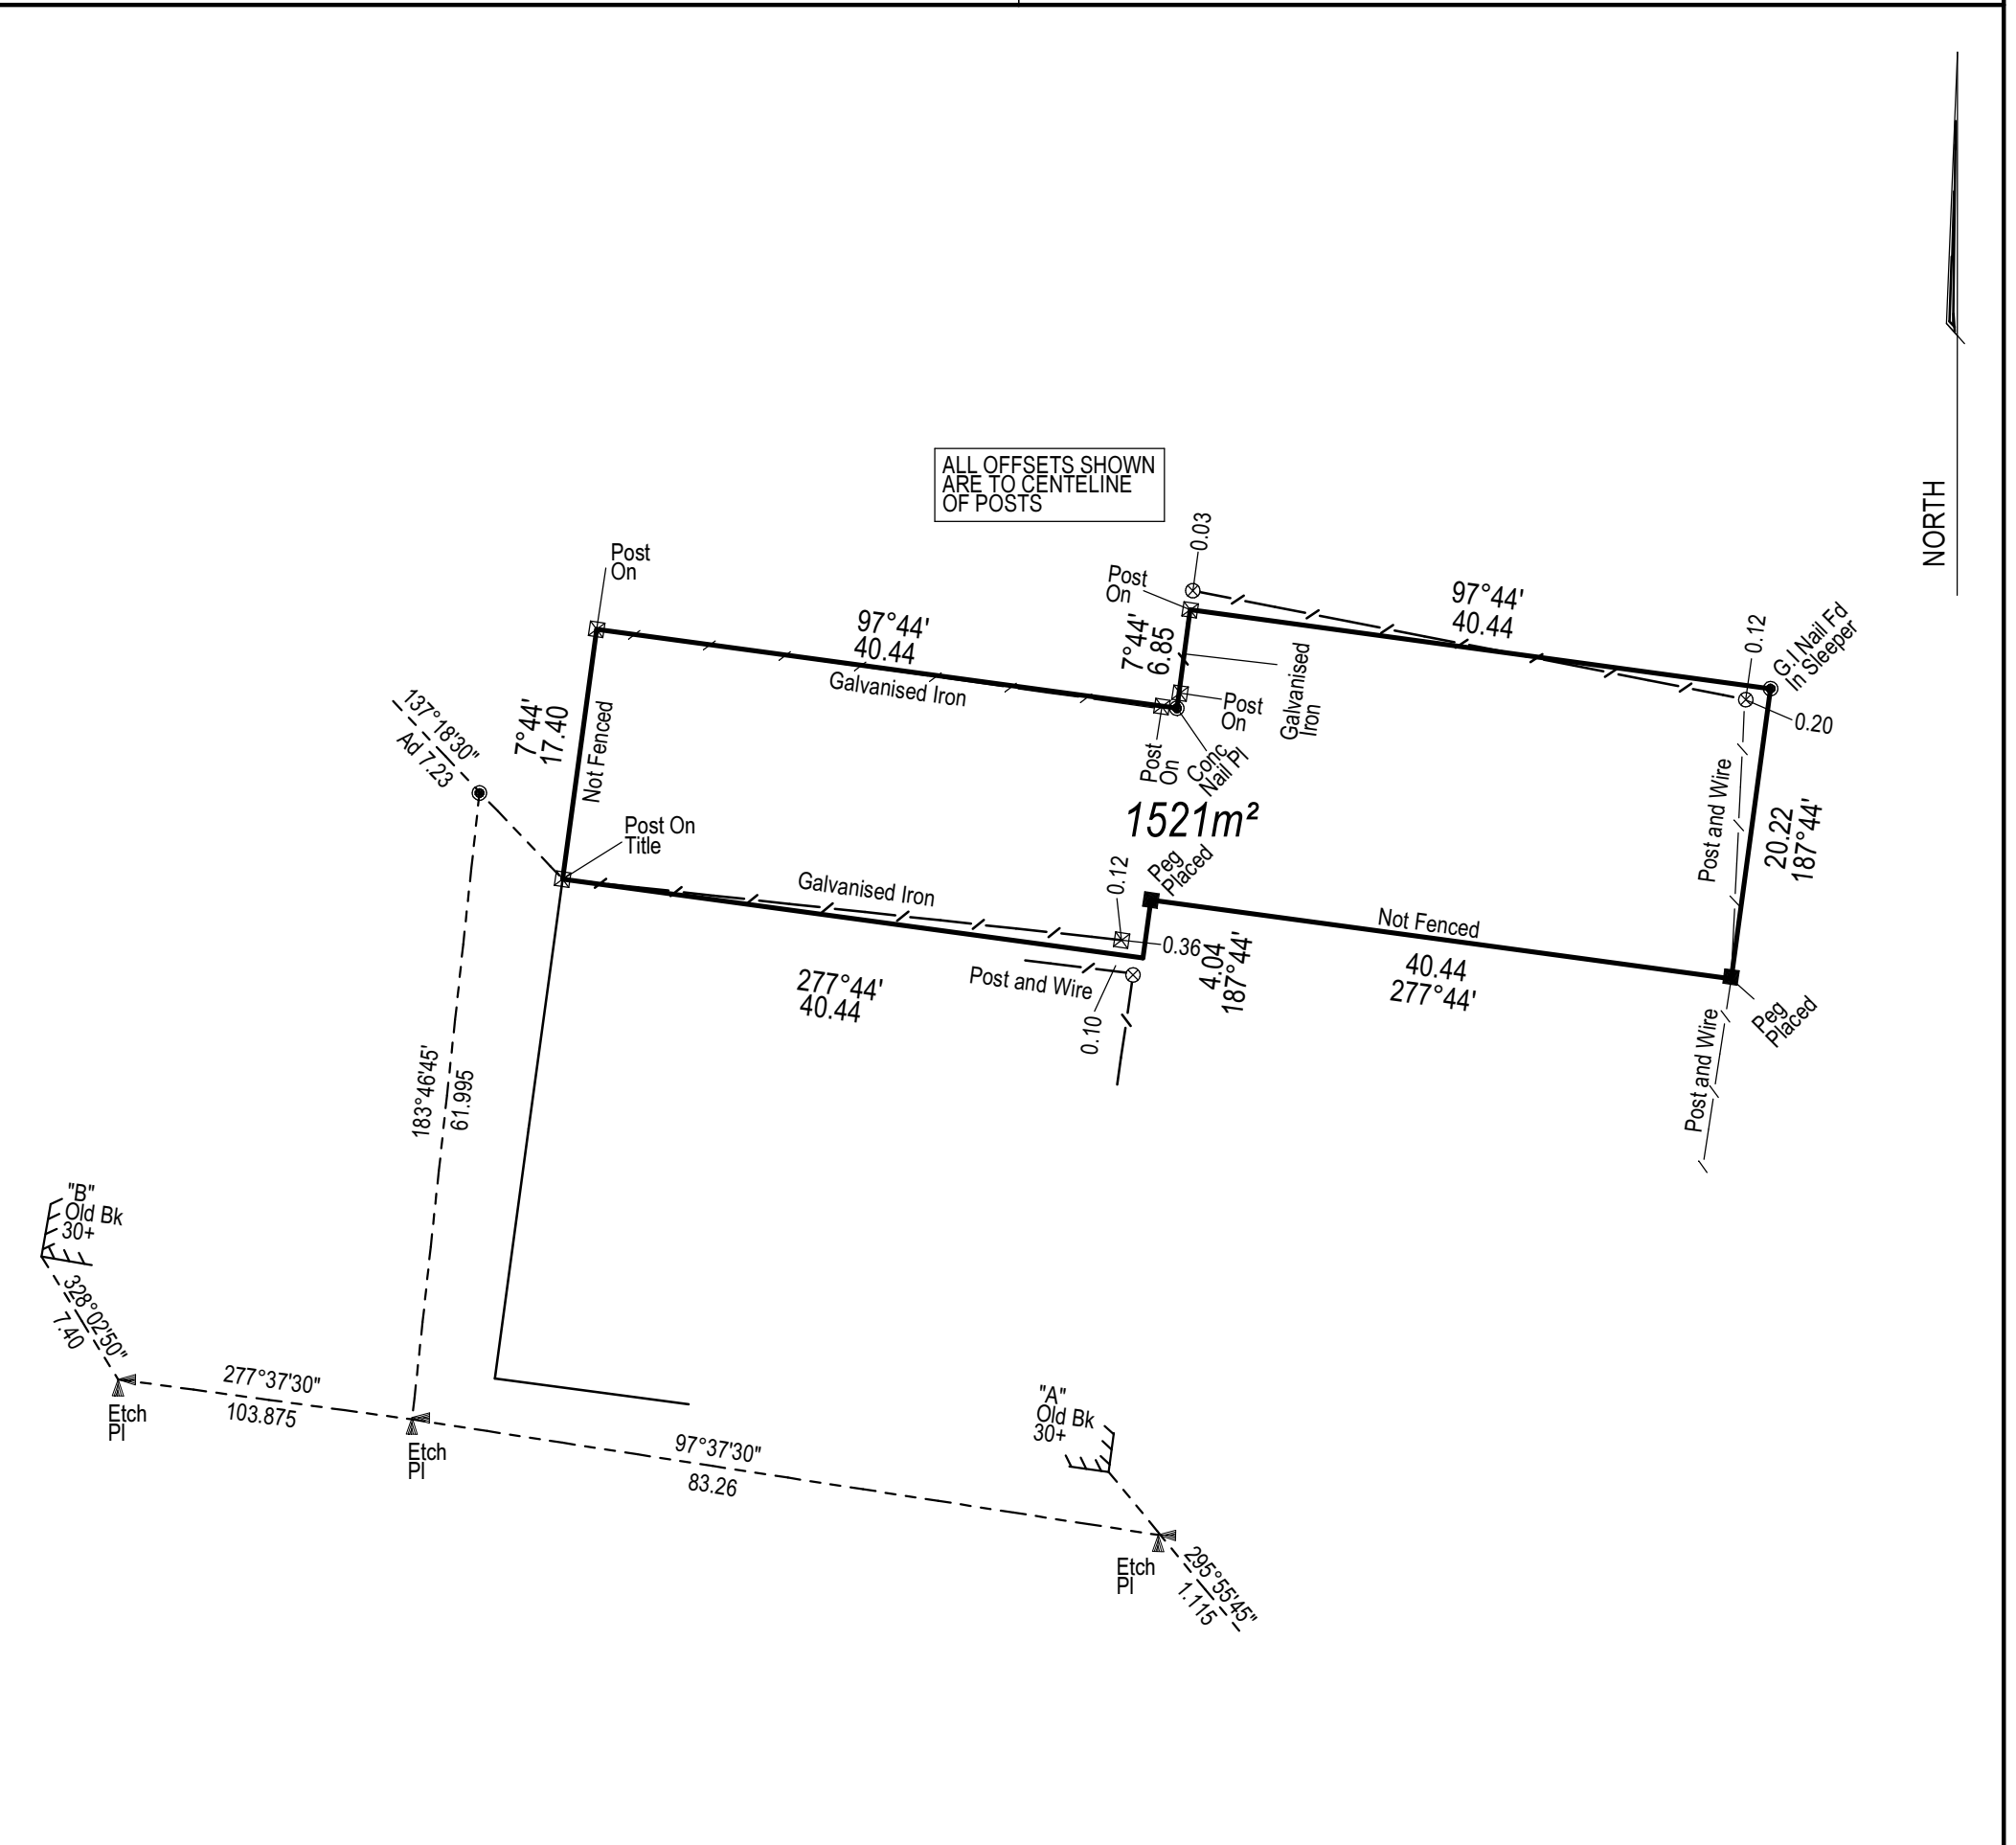 NORTH
ALL OFFSETS SHOWN
ARE TO CENTELINE
OF POSTS
Post
On
97°44'
40.44
Galvanised Iron
Post
On
0.03
7°44'
6.85
Galvanised
Iron
97°44'
40.44
0.12
G.I Nail Fd
In Sleeper
0.20
Post
On
Post
On
Conc
Nail Pl
7°44'
17.40
Not Fenced
137°18'30"
Ad 7.23
Post On
Title
1521m²
Post and Wire
20.22
187°44'
Galvanised Iron
0.12
Peg
Placed
Not Fenced
40.44
277°44'
0.36
4.04
187°44'
277°44'
40.44
Post and Wire
0.10
Peg
Placed
Post and Wire
183°46'45'
61.995
"B"
Old Bk
30+
328°02'50"
7.40
277°37'30"
103.875
Etch
Pl
Etch
Pl
97°37'30"
83.26
"A"
Old Bk
30+
Etch
Pl
295°55'45"
1.115